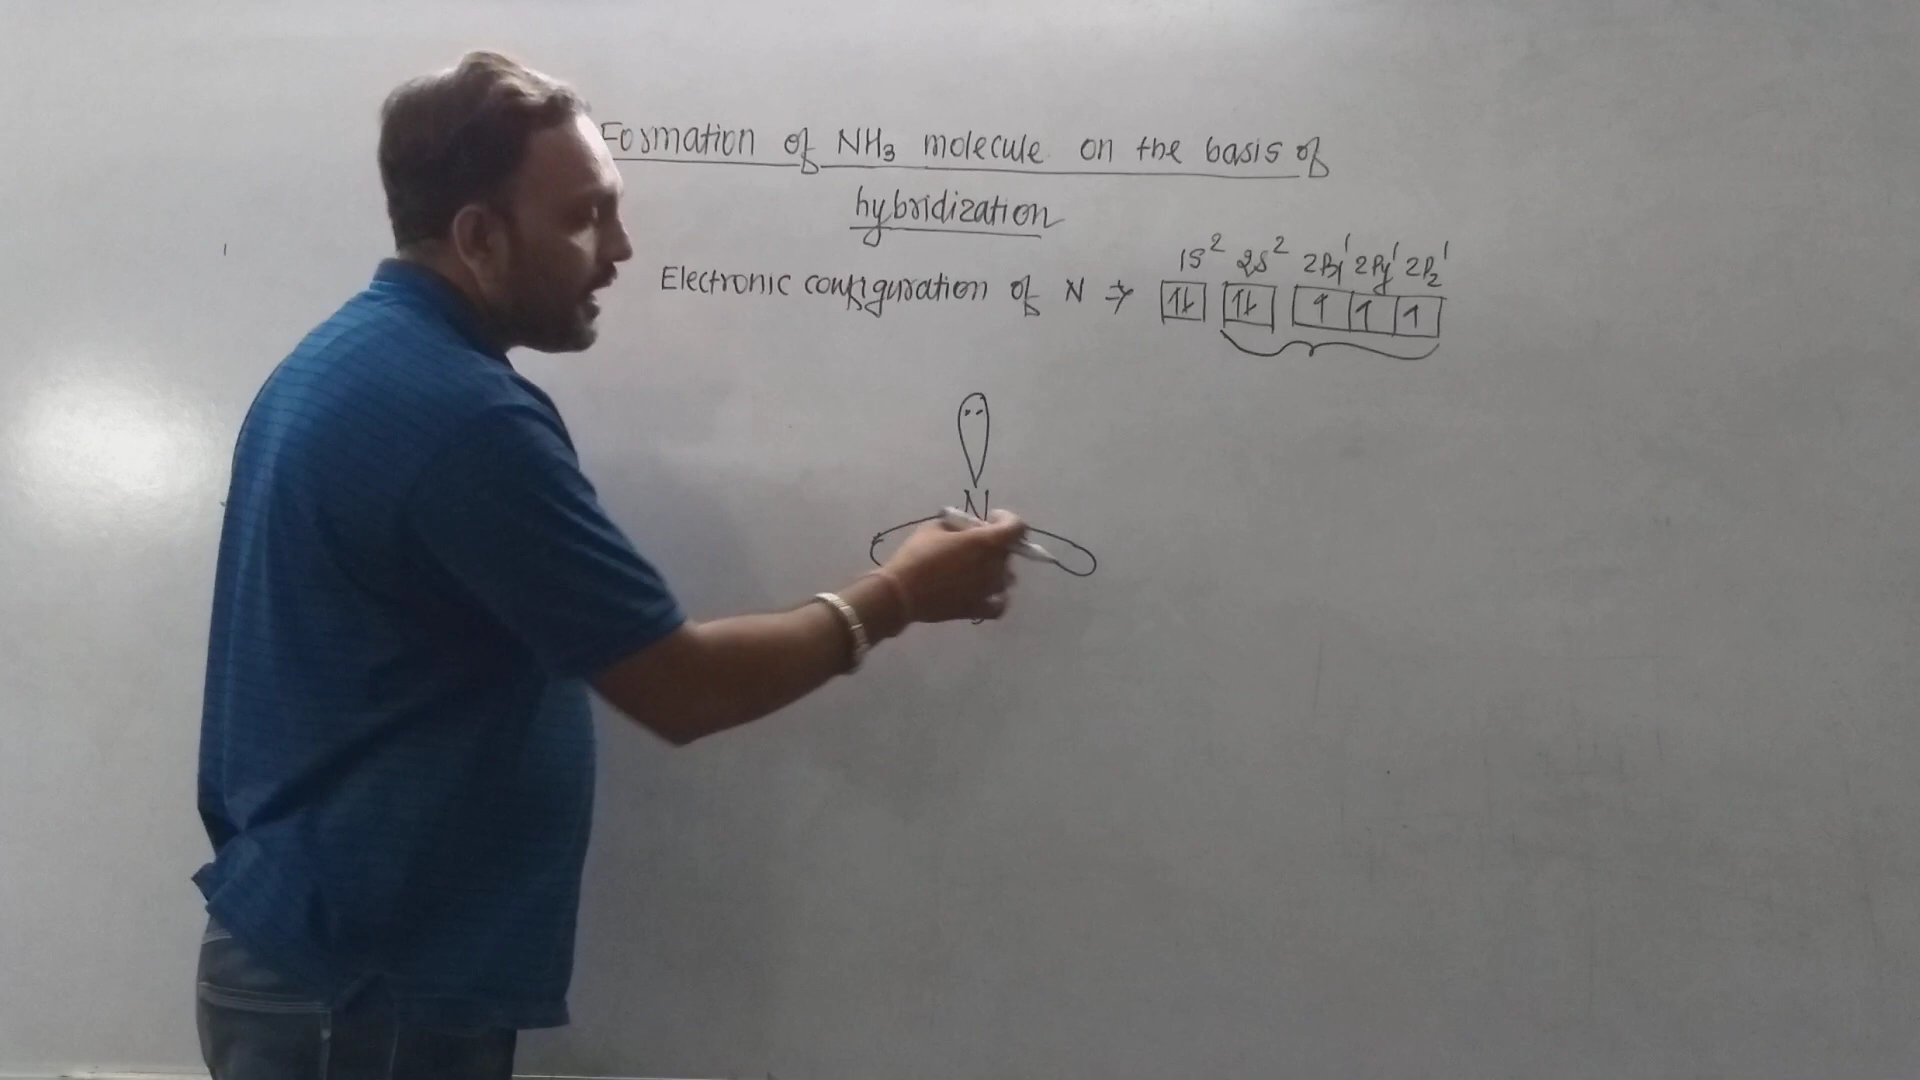 Formation of NH₃ molecule on the basis of
hybridization
1s² 2s² 2Px¹ 2Py¹ 2Pz¹
Electronic configuration of N ⇒ ⥮ ⥮ ↿ ↿ ↿
N